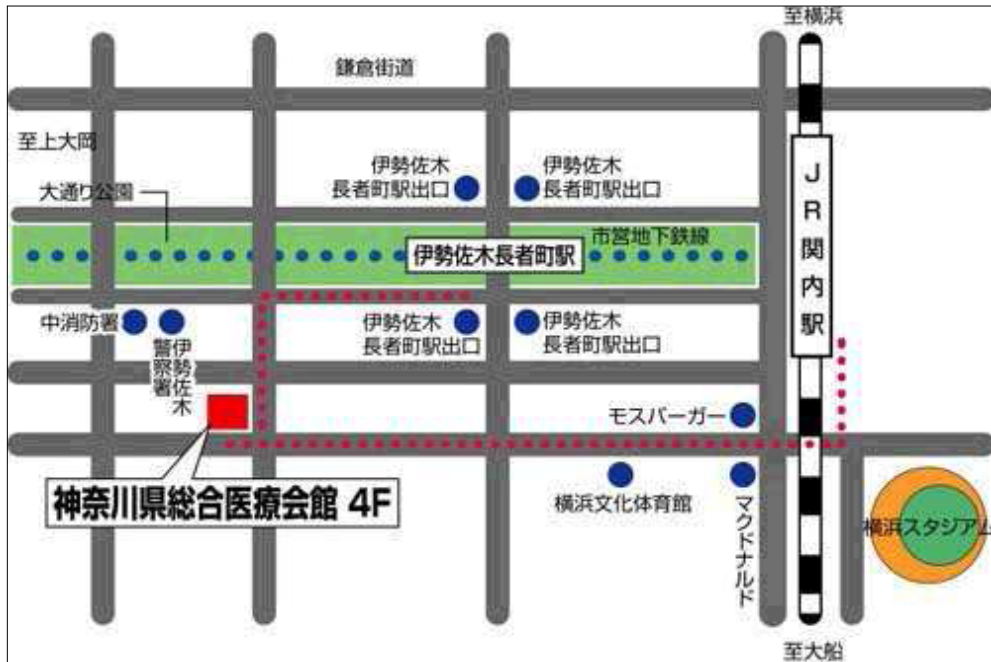 至横浜
鎌倉街道
至上大岡
伊勢佐木
長者町駅出口
伊勢佐木
長者町駅出口
大通り公園
JR関内駅
市営地下鉄線
伊勢佐木長者町駅
中消防署
伊勢佐木
警察署
伊勢佐木
長者町駅出口
伊勢佐木
長者町駅出口
モスバーガー
神奈川県総合医療会館 4F
横浜文化体育館
マクドナルド
横浜スタジアム
至大船